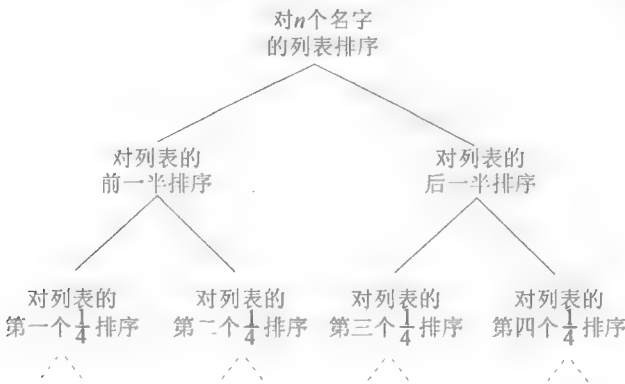 对n个名字
的列表排序
对列表的
前一半排序
对列表的
后一半排序
对列表的
第一个1/4排序
对列表的
第二个1/4排序
对列表的
第三个1/4排序
对列表的
第四个1/4排序